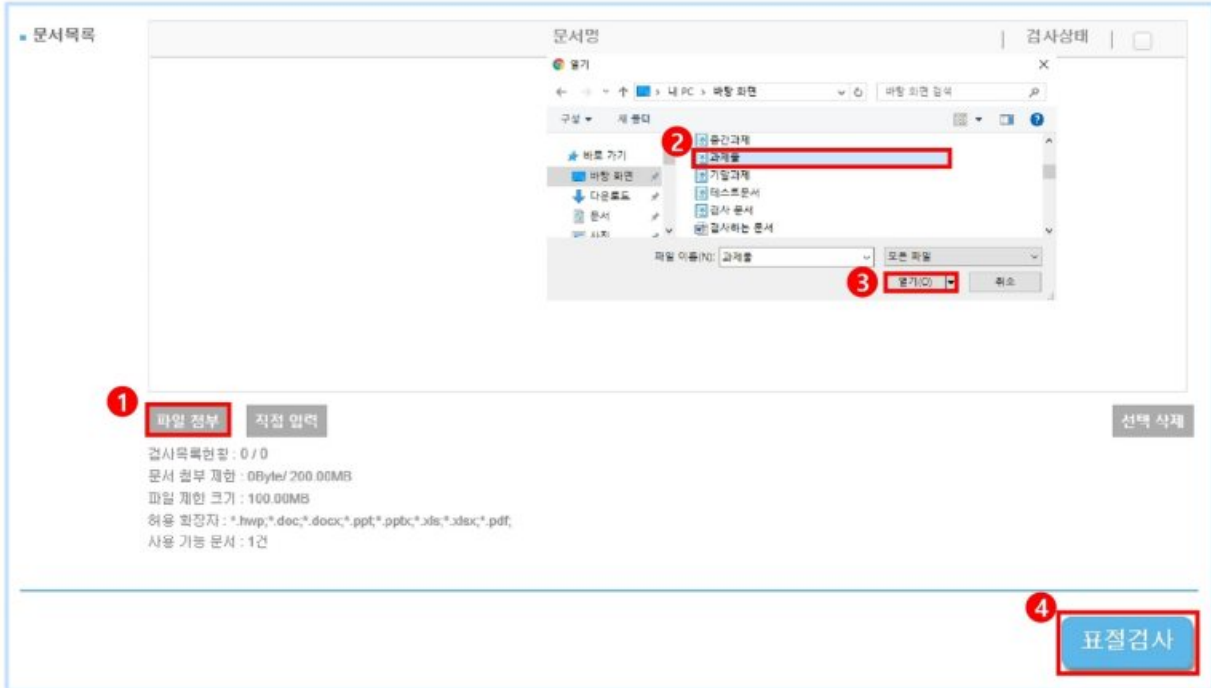 문서목록
문서명 | 검사상태 |
열기
내 PC > 바탕 화면
바탕 화면 검색
구성 새 폴더
2
중간과제
바로 가기
과제물
바탕 화면
기말과제
다운로드
테스트문서
문서
검사 문서
사진
검사하는 문서
파일 이름(N): 과제물
모든 파일
3
열기(O) 취소
1
파일 첨부 직접 입력 선택 삭제
검사목록현황 : 0 / 0
문서 첨부 제한 : 0Byte/ 200.00MB
파일 제한 크기 : 100.00MB
허용 확장자 : *.hwp;*.doc;*.docx;*.ppt;*.pptx;*.xls;*.xlsx;*.pdf;
사용 가능 문서 : 1건
4
표절검사